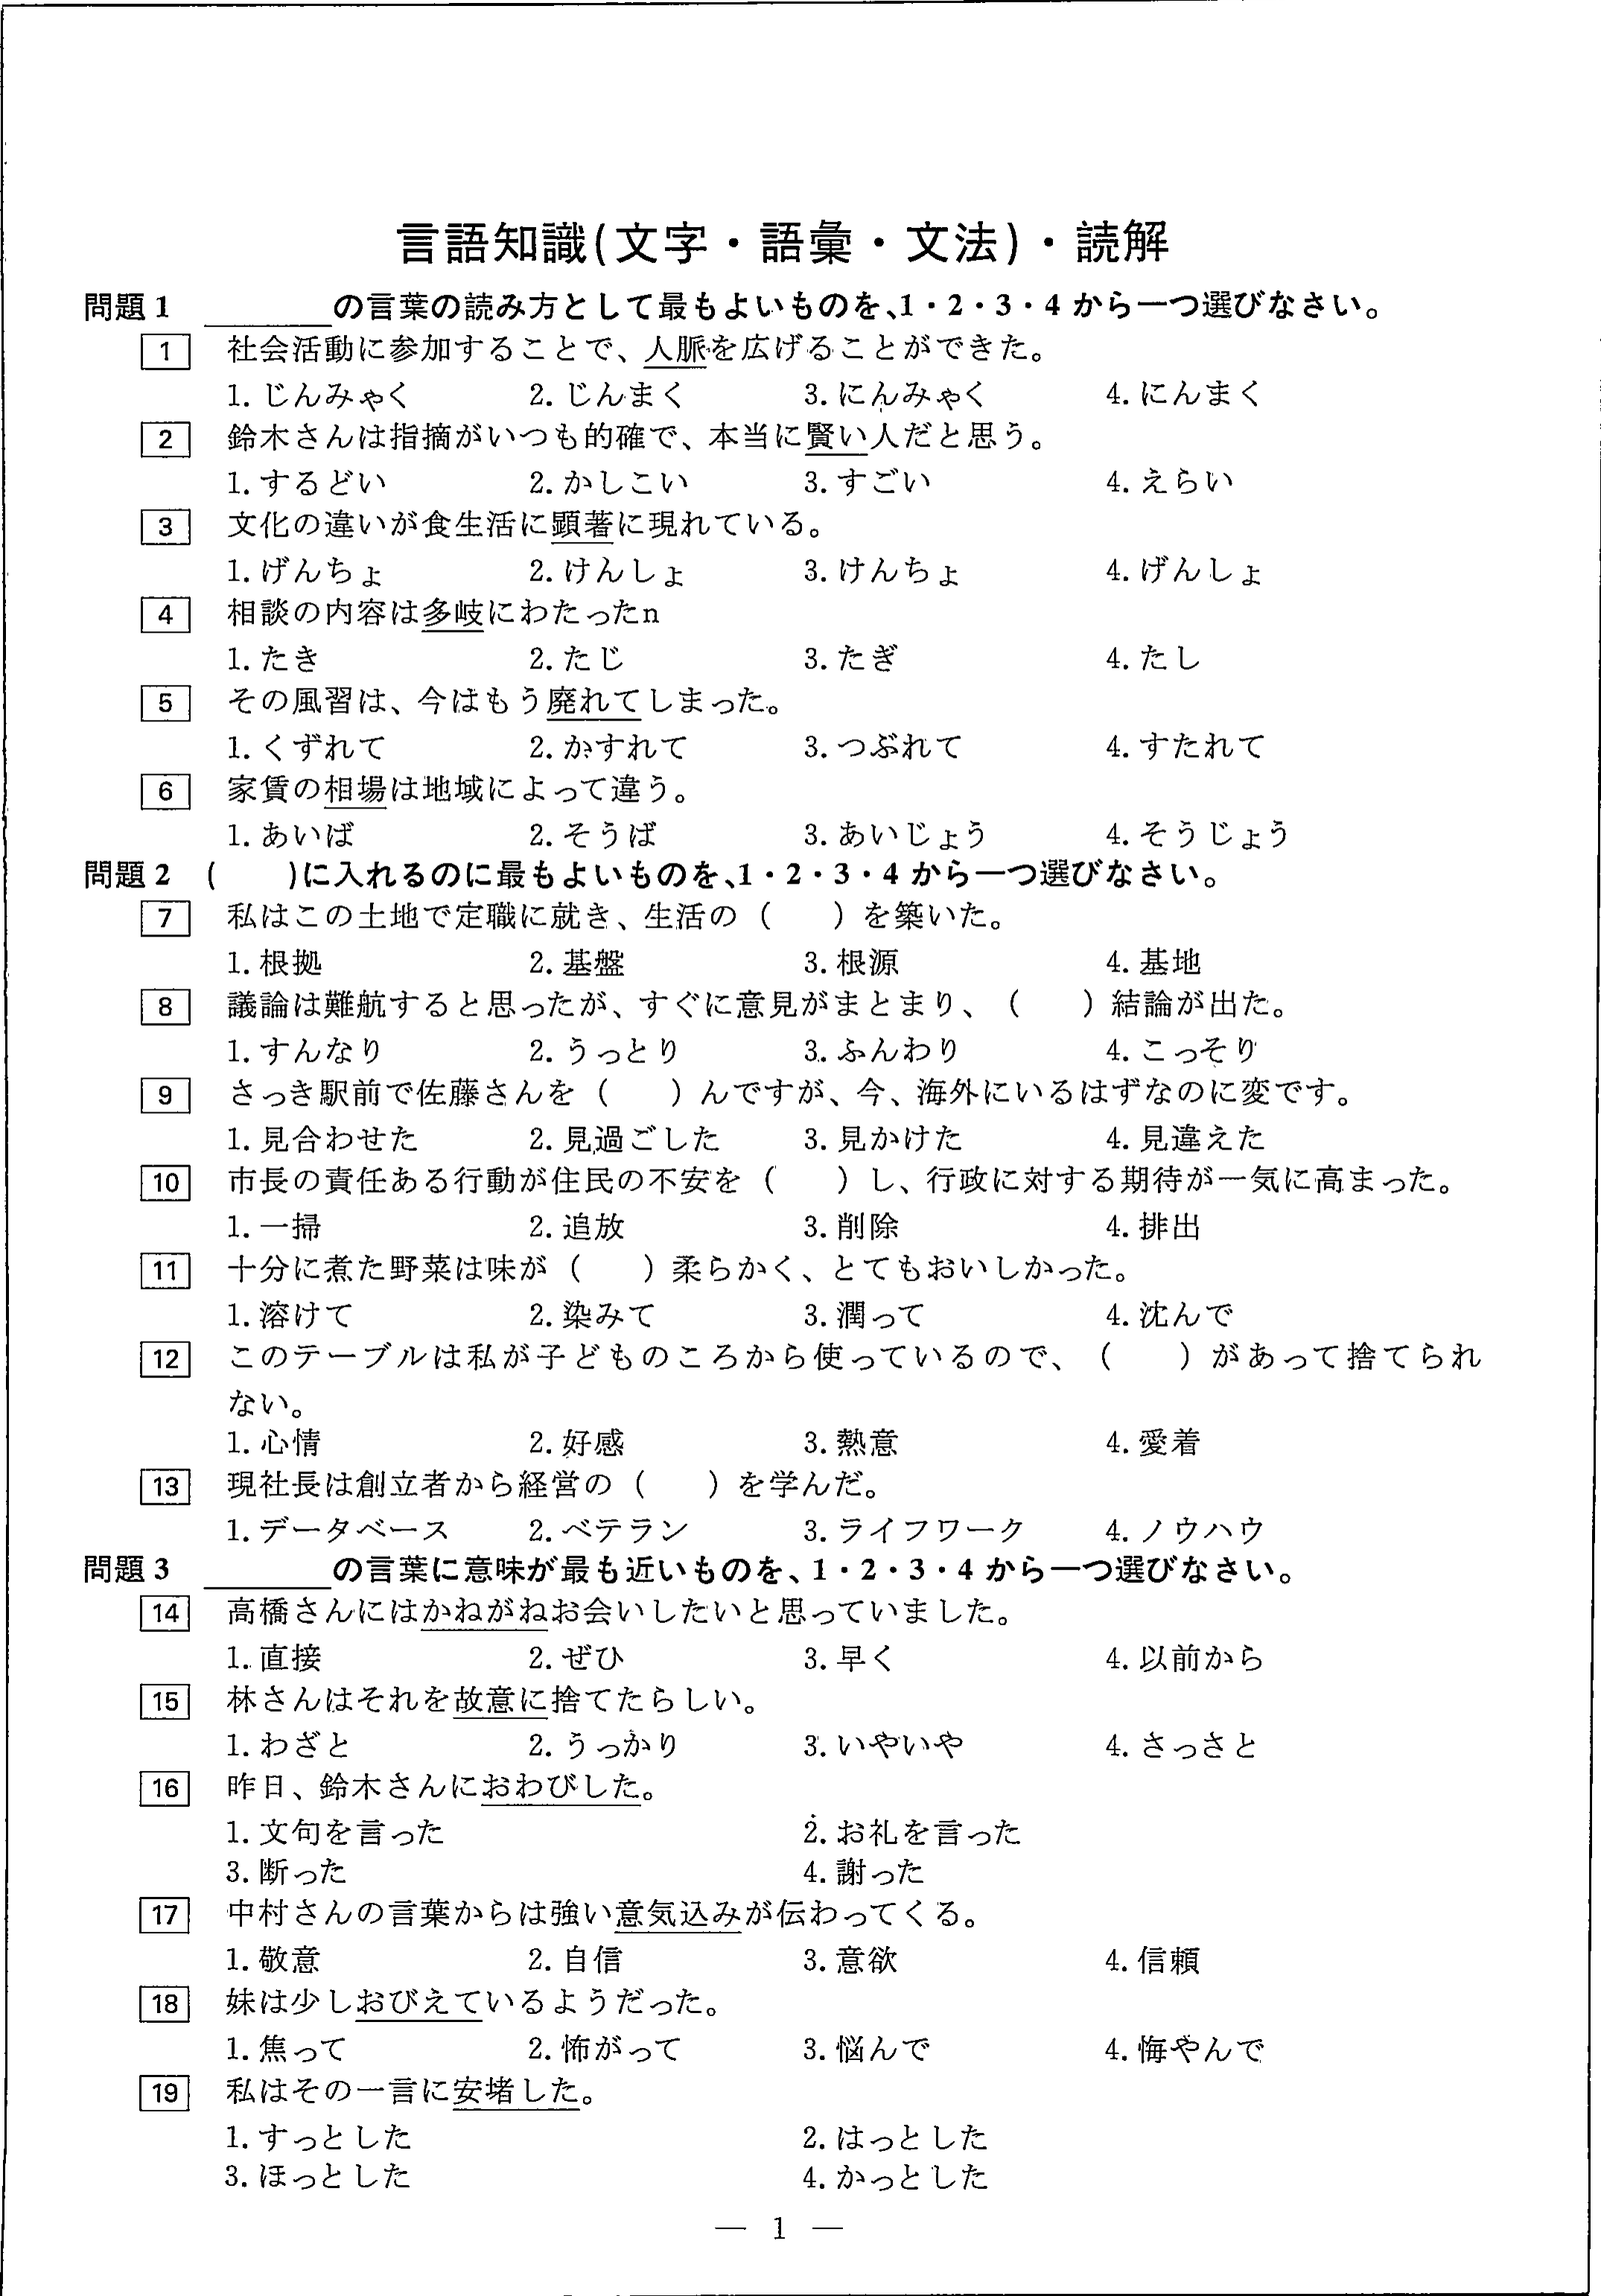 言語知識(文字・語彙・文法)・読解
問題1 ＿＿＿＿の言葉の読み方として最もよいものを、1・2・3・4から一つ選びなさい。
1 社会活動に参加することで、人脈を広げることができた。
1. じんみゃく 2. じんまく 3. にんみゃく 4. にんまく
2 鈴木さんは指摘がいつも的確で、本当に賢い人だと思う。
1. するどい 2. かしこい 3. すごい 4. えらい
3 文化の違いが食生活に顕著に現れている。
1. げんちょ 2. けんしょ 3. けんちょ 4. げんしょ
4 相談の内容は多岐にわたったn
1. たき 2. たじ 3. たぎ 4. たし
5 その風習は、今はもう廃れてしまった。
1. くずれて 2. かすれて 3. つぶれて 4. すたれて
6 家賃の相場は地域によって違う。
1. あいば 2. そうば 3. あいじょう 4. そうじょう
問題2 (　　)に入れるのに最もよいものを、1・2・3・4から一つ選びなさい。
7 私はこの土地で定職に就き、生活の（　　）を築いた。
1. 根拠 2. 基盤 3. 根源 4. 基地
8 議論は難航すると思ったが、すぐに意見がまとまり、（　　）結論が出た。
1. すんなり 2. うっとり 3. ふんわり 4. こっそり
9 さっき駅前で佐藤さんを（　　）んですが、今、海外にいるはずなのに変です。
1. 見合わせた 2. 見過ごした 3. 見かけた 4. 見違えた
10 市長の責任ある行動が住民の不安を（　　）し、行政に対する期待が一気に高まった。
1. 一掃 2. 追放 3. 削除 4. 排出
11 十分に煮た野菜は味が（　　）柔らかく、とてもおいしかった。
1. 溶けて 2. 染みて 3. 潤って 4. 沈んで
12 このテーブルは私が子どものころから使っているので、（　　）があって捨てられ
ない。
1. 心情 2. 好感 3. 熱意 4. 愛着
13 現社長は創立者から経営の（　　）を学んだ。
1. データベース 2. ベテラン 3. ライフワーク 4. ノウハウ
問題3 ＿＿＿＿の言葉に意味が最も近いものを、1・2・3・4から一つ選びなさい。
14 高橋さんにはかねがねお会いしたいと思っていました。
1. 直接 2. ぜひ 3. 早く 4. 以前から
15 林さんはそれを故意に捨てたらしい。
1. わざと 2. うっかり 3. いやいや 4. さっさと
16 昨日、鈴木さんにおわびした。
1. 文句を言った 2. お礼を言った
3. 断った 4. 謝った
17 中村さんの言葉からは強い意気込みが伝わってくる。
1. 敬意 2. 自信 3. 意欲 4. 信頼
18 妹は少しおびえているようだった。
1. 焦って 2. 怖がって 3. 悩んで 4. 悔やんで
19 私はその一言に安堵した。
1. すっとした 2. はっとした
3. ほっとした 4. かっとした
— 1 —